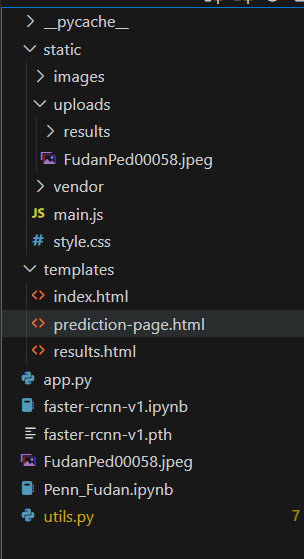 __pycache__
static
images
uploads
results
FudanPed00058.jpeg
vendor
JS main.js
# style.css
templates
<> index.html
<> prediction-page.html
<> results.html
app.py
faster-rcnn-v1.ipynb
faster-rcnn-v1.pth
FudanPed00058.jpeg
Penn_Fudan.ipynb
utils.py 7